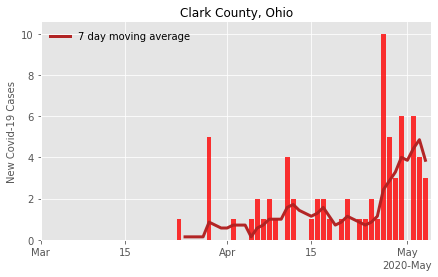 Clark County, Ohio
7 day moving average
New Covid-19 Cases
10
8
6
4
2
0
Mar
15
Apr
15
May
2020-May